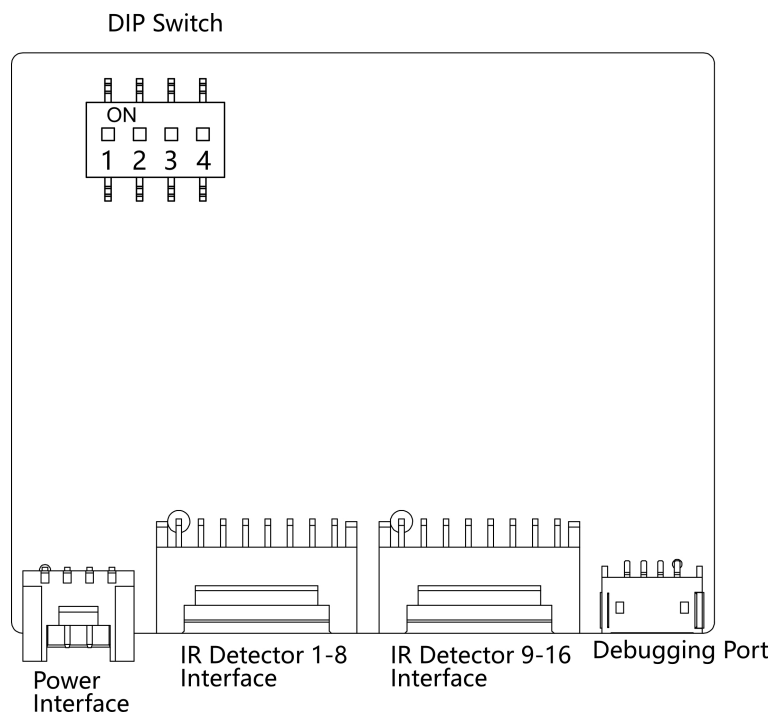 DIP Switch
ON
1 2 3 4
IR Detector 1-8
Interface
IR Detector 9-16
Interface
Debugging Port
Power
Interface